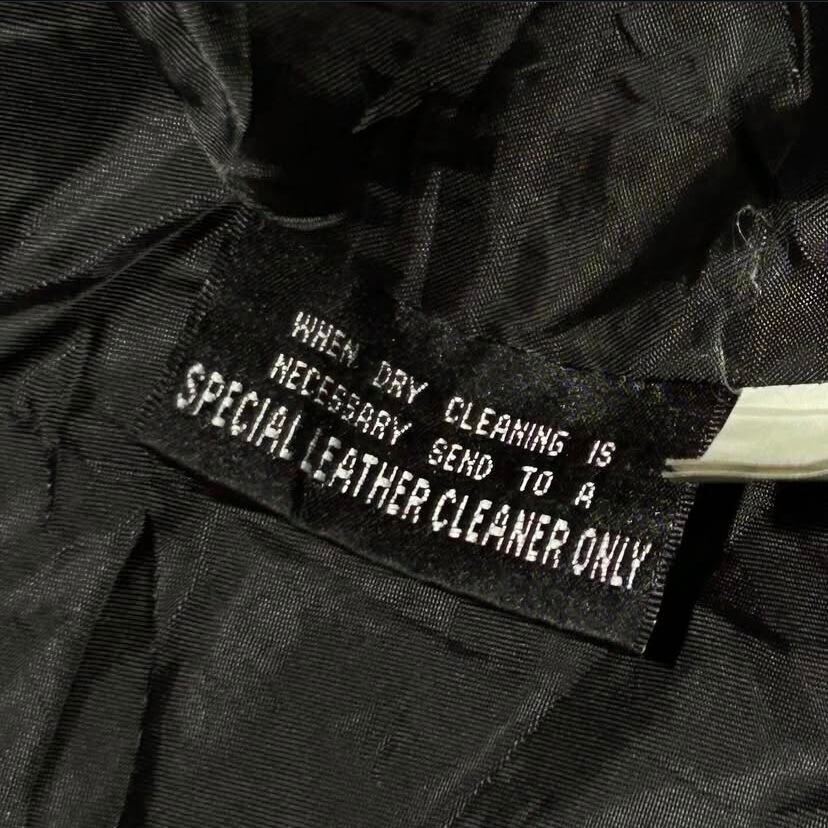 WHEN DRY CLEANING IS
NECESSARY SEND TO A
SPECIAL LEATHER CLEANER ONLY